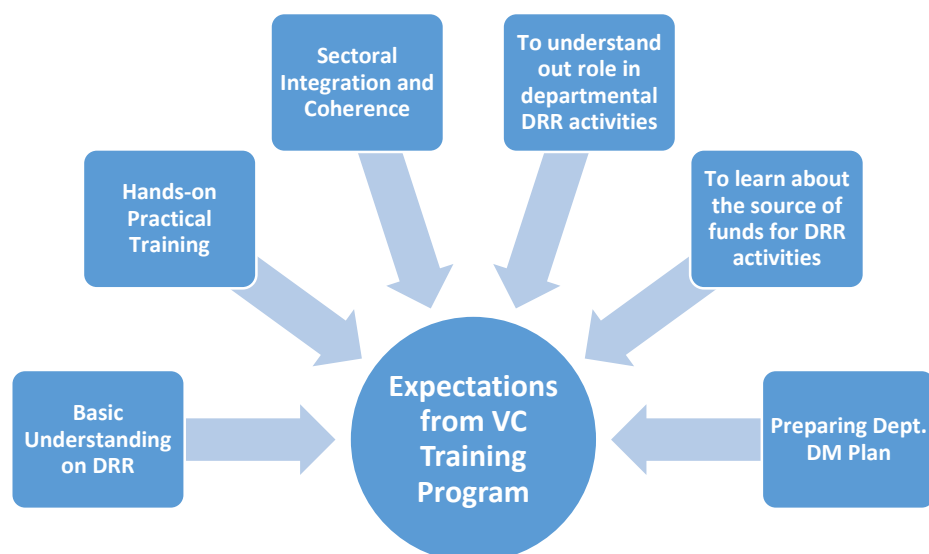 Basic
Understanding
on DRR
Hands-on
Practical
Training
Sectoral
Integration and
Coherence
To understand
out role in
departmental
DRR activities
To learn about
the source of
funds for DRR
activities
Preparing Dept.
DM Plan
Expectations
from VC
Training
Program